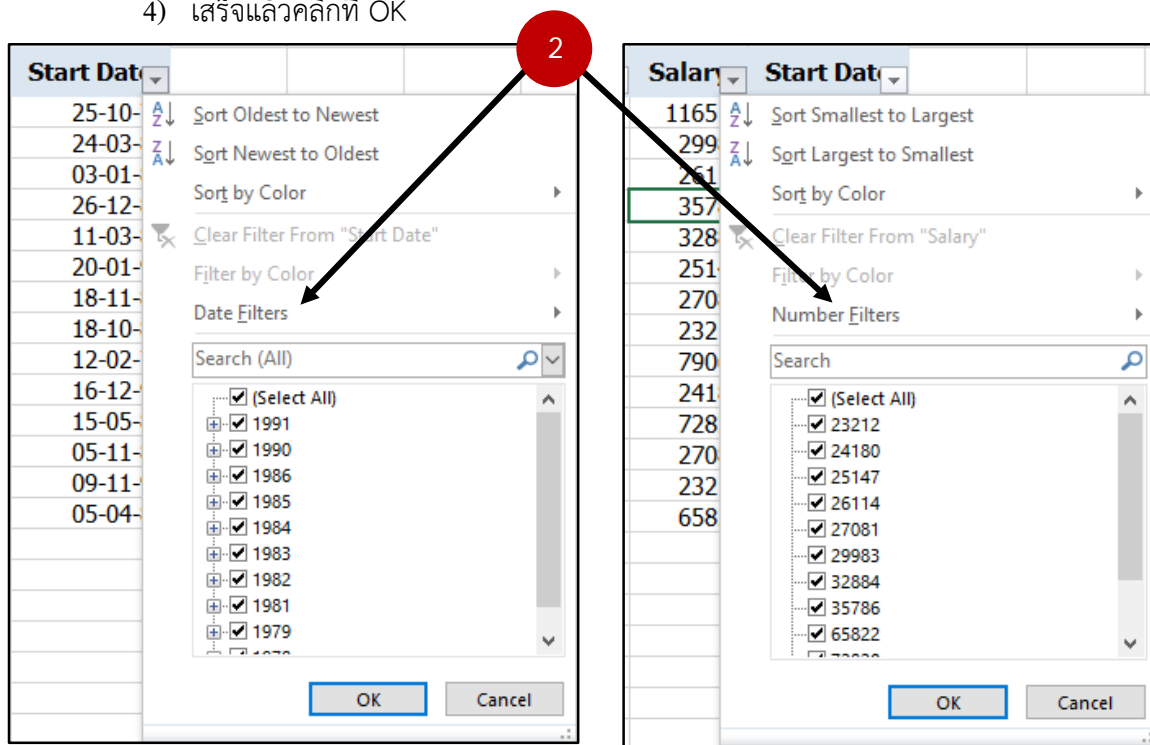 4) เสร็จแล้วคลิกที่ OK
2
Start Dat
25-10-
24-03-
03-01-
26-12-
11-03-
20-01-
18-11-
18-10-
12-02-
16-12-
15-05-
05-11-
09-11-
05-04-
Sort Oldest to Newest
Sort Newest to Oldest
Sort by Color
Clear Filter From "Start Date"
Filter by Color
Date Filters
Search (All)
(Select All)
1991
1990
1986
1985
1984
1983
1982
1981
1979
OK Cancel
Salary Start Dat
1165
299
261
357
328
251
270
232
790
241
728
270
232
658
Sort Smallest to Largest
Sort Largest to Smallest
Sort by Color
Clear Filter From "Salary"
Filter by Color
Number Filters
Search
(Select All)
23212
24180
25147
26114
27081
29983
32884
35786
65822
OK Cancel